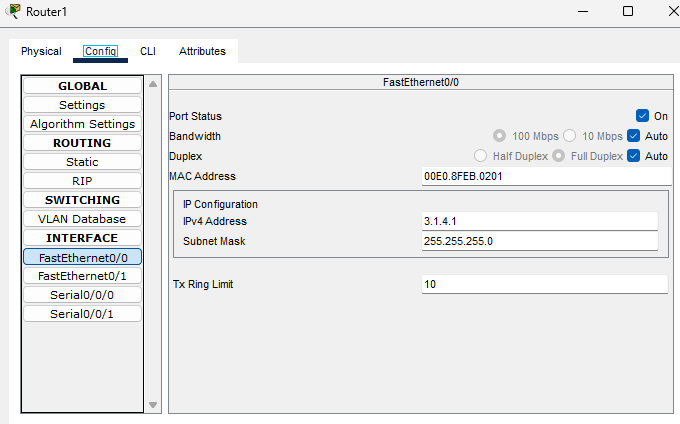 Router1
Physical Config CLI Attributes
GLOBAL
Settings
Algorithm Settings
ROUTING
Static
RIP
SWITCHING
VLAN Database
INTERFACE
FastEthernet0/0
FastEthernet0/1
Serial0/0/0
Serial0/0/1
FastEthernet0/0
Port Status On
Bandwidth 100 Mbps 10 Mbps Auto
Duplex Half Duplex Full Duplex Auto
MAC Address 00E0.8FEB.0201
IP Configuration
IPv4 Address 3.1.4.1
Subnet Mask 255.255.255.0
Tx Ring Limit 10